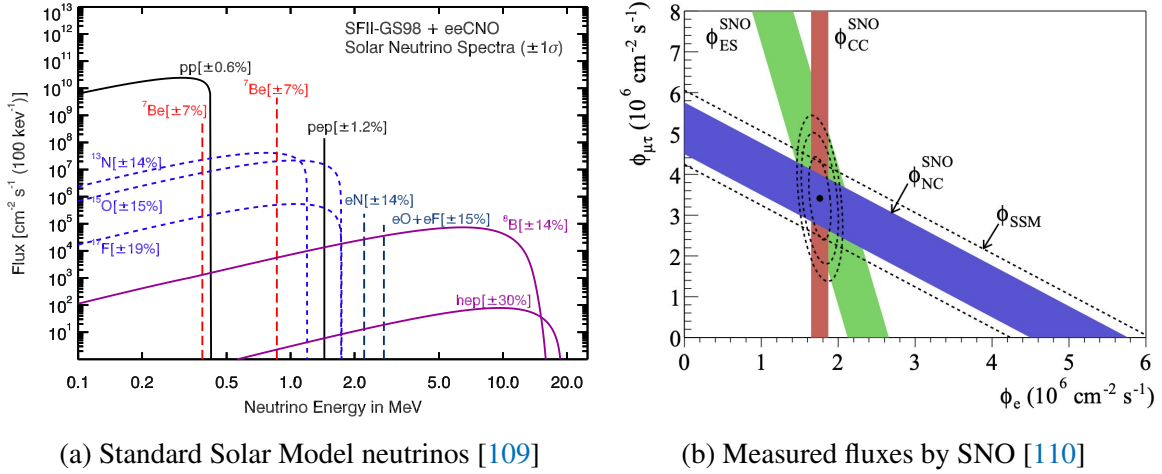 SFII-GS98 + eeCNO
Solar Neutrino Spectra (±1σ)
Flux [cm⁻² s⁻¹ (100 kev⁻¹)]
10¹³
10¹²
10¹¹
10¹⁰
10⁹
10⁸
10⁷
10⁶
10⁵
10⁴
10³
10²
10¹
pp[±0.6%]
⁷Be[±7%]
⁷Be[±7%]
pep[±1.2%]
¹³N[±14%]
¹⁵O[±15%]
¹⁷F[±19%]
eN[±14%]
eO+eF[±15%]
⁸B[±14%]
hep[±30%]
0.1 0.2 0.5 1.0 2.0 5.0 10.0 20.0
Neutrino Energy in MeV
(a) Standard Solar Model neutrinos [109]
ϕ_μτ (10⁶ cm⁻² s⁻¹)
8
7
6
5
4
3
2
1
0
ϕ_ES^SNO
ϕ_CC^SNO
ϕ_NC^SNO
ϕ_SSM
0 1 2 3 4 5 6
ϕ_e (10⁶ cm⁻² s⁻¹)
(b) Measured fluxes by SNO [110]